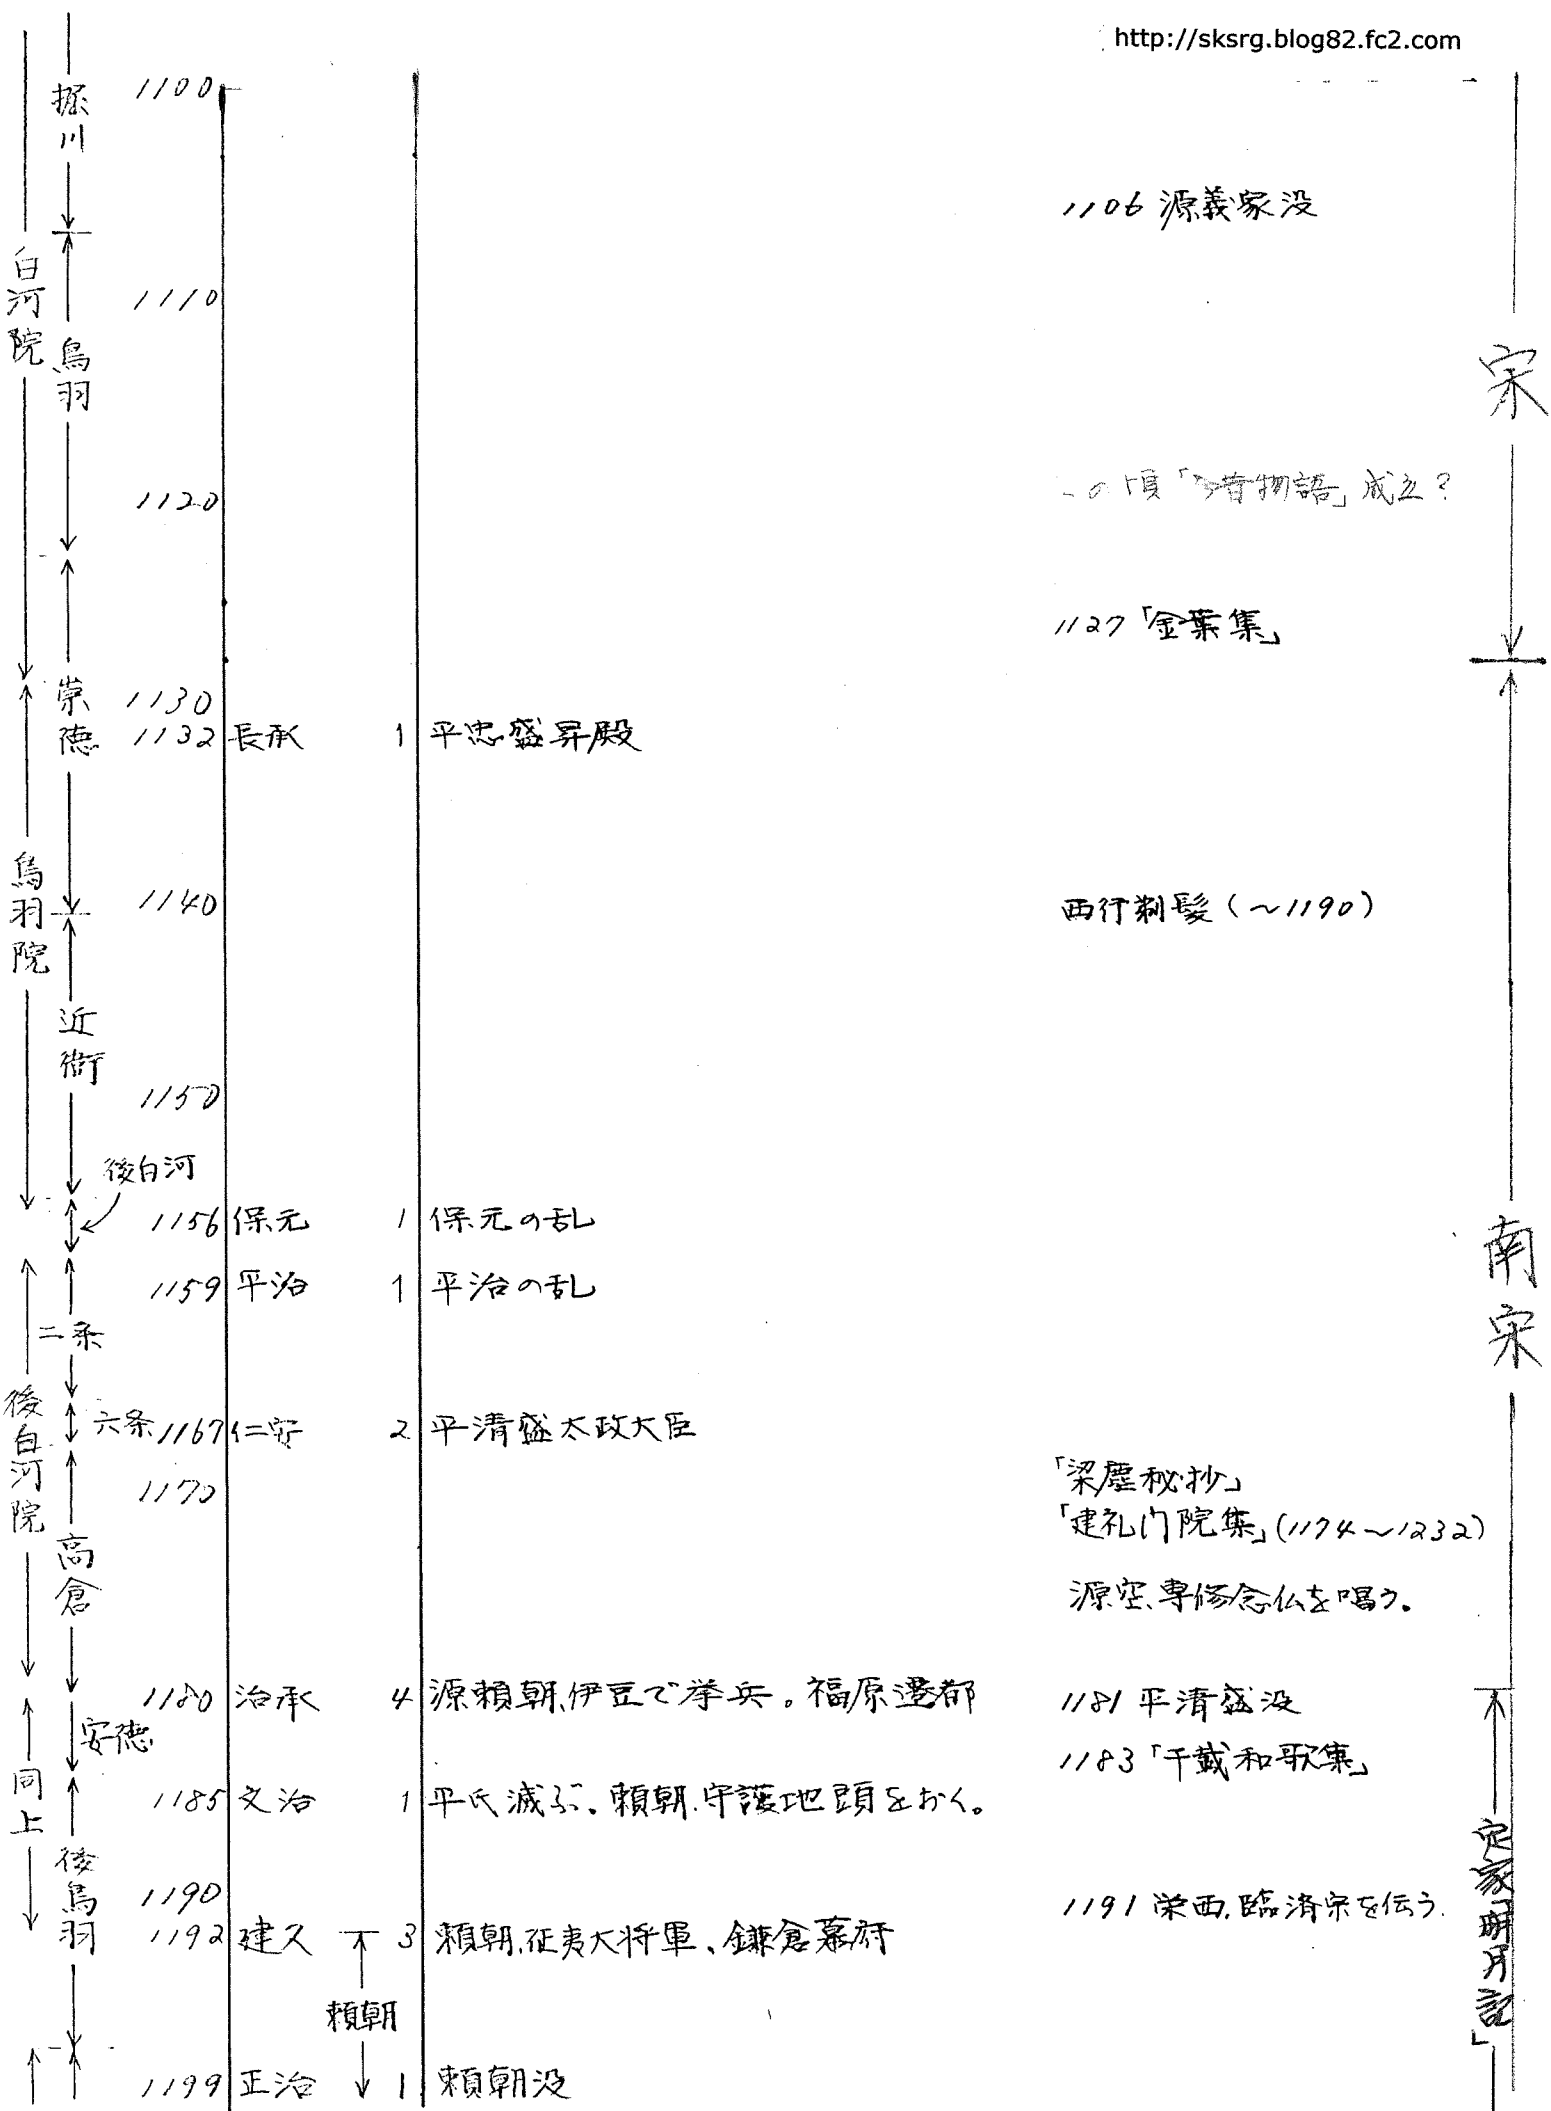 http://sksrg.blog82.fc2.com
堀川
1100
1106 源義家没
白河院
1110
鳥羽
宋
1120
の頃「 昔物語」成立?
1127「金葉集」
崇徳
1130
1132 長承 1 平忠盛昇殿
鳥羽院
1140
西行剃髪(〜1190)
近衛
1150
後白河
1156 保元 1 保元の乱
南宋
1159 平治 1 平治の乱
二条
後白河院
六条 1167 仁安 2 平清盛太政大臣
1170
「梁塵秘抄」
「建礼門院集」(1174〜1232)
高倉
源空、専修念仏を唱う。
1180 治承 4 源頼朝、伊豆で挙兵。福原遷都
1181 平清盛没
安徳
1183「千載和歌集」
同上
1185 文治 1 平氏滅ぶ。頼朝、守護地頭をおく。
後鳥羽
定家明月記」
1190
1191 栄西、臨済宗を伝う.
1192 建久 3 頼朝、征夷大将軍、鎌倉幕府
頼朝
1199 正治 1 頼朝没